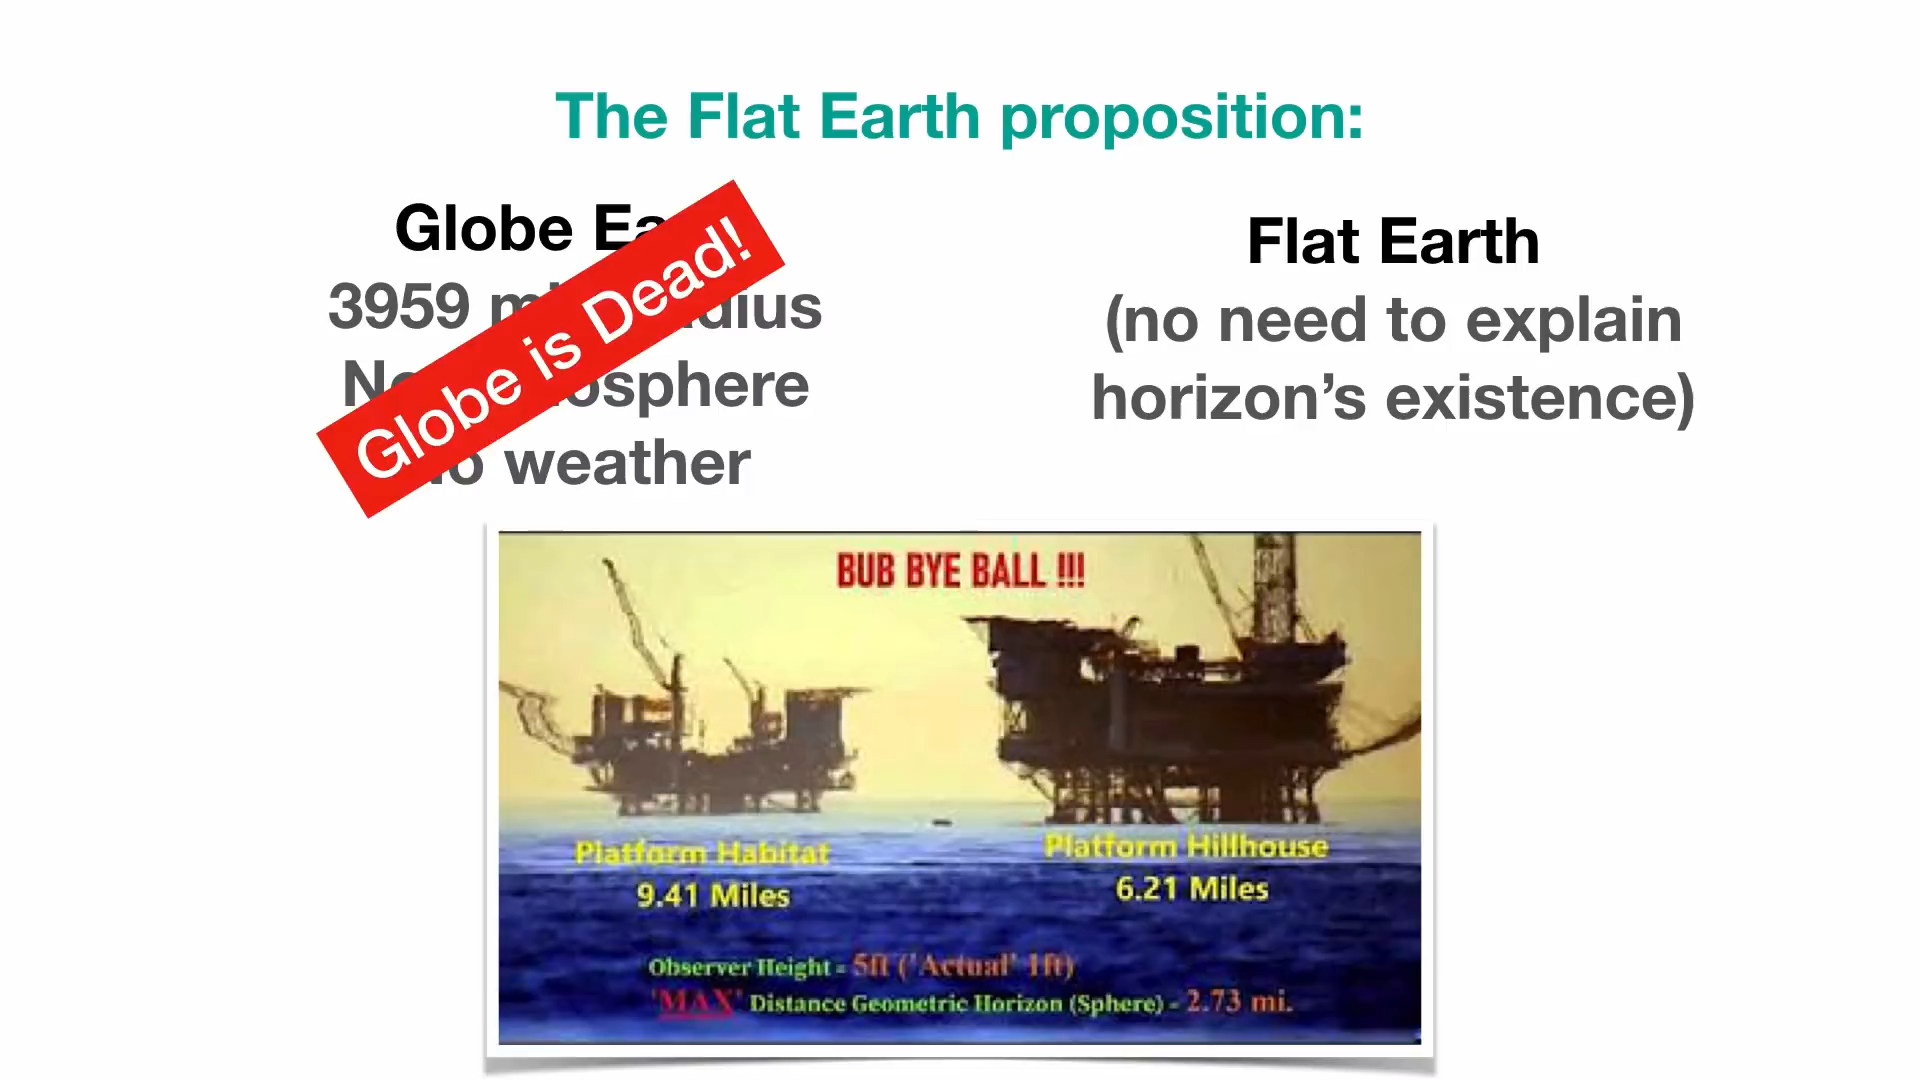 The Flat Earth proposition:
Globe Ea
3959 m dius
N osphere
o weather
Globe is Dead!
Flat Earth
(no need to explain
horizon’s existence)
BUB BYE BALL !!!
Platform Habitat
9.41 Miles
Platform Hillhouse
6.21 Miles
Observer Height - 5ft ('Actual' 1ft)
'MAX' Distance Geometric Horizon (Sphere) - 2.73 mi.